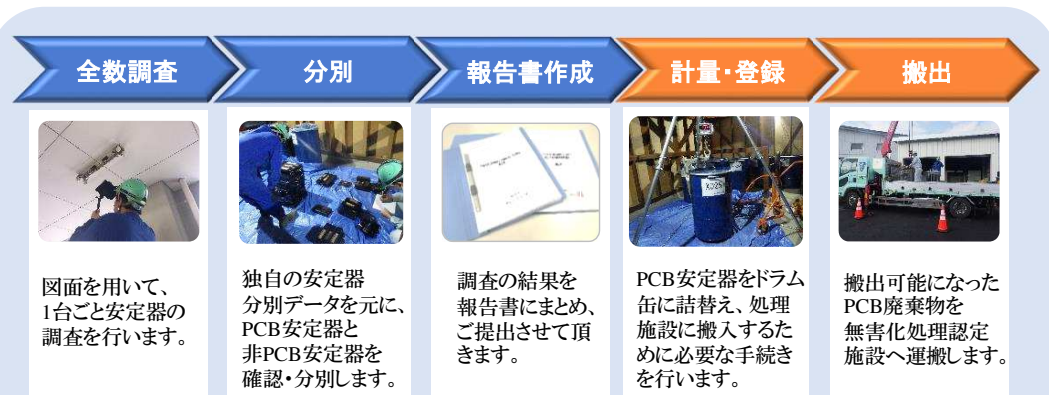 全数調査
分別
報告書作成
計量・登録
搬出
図面を用いて、
1台ごと安定器の
調査を行います。
独自の安定器
分別データを元に、
PCB安定器と
非PCB安定器を
確認・分別します。
調査の結果を
報告書にまとめ、
ご提出させて頂
きます。
PCB安定器をドラム
缶に詰替え、処理
施設に搬入するた
めに必要な手続き
を行います。
搬出可能になった
PCB廃棄物を
無害化処理認定
施設へ運搬します。